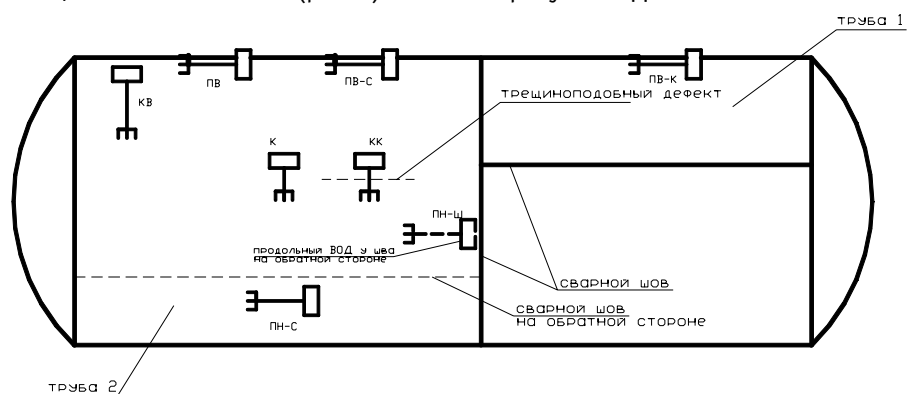 труба 1
ПВ
ПВ-С
ПВ-К
КВ
трещиноподобный дефект
К
КК
ПН-Ш
продольный ВОД у шва
на обратной стороне
сварной шов
сварной шов
на обратной стороне
ПН-С
труба 2